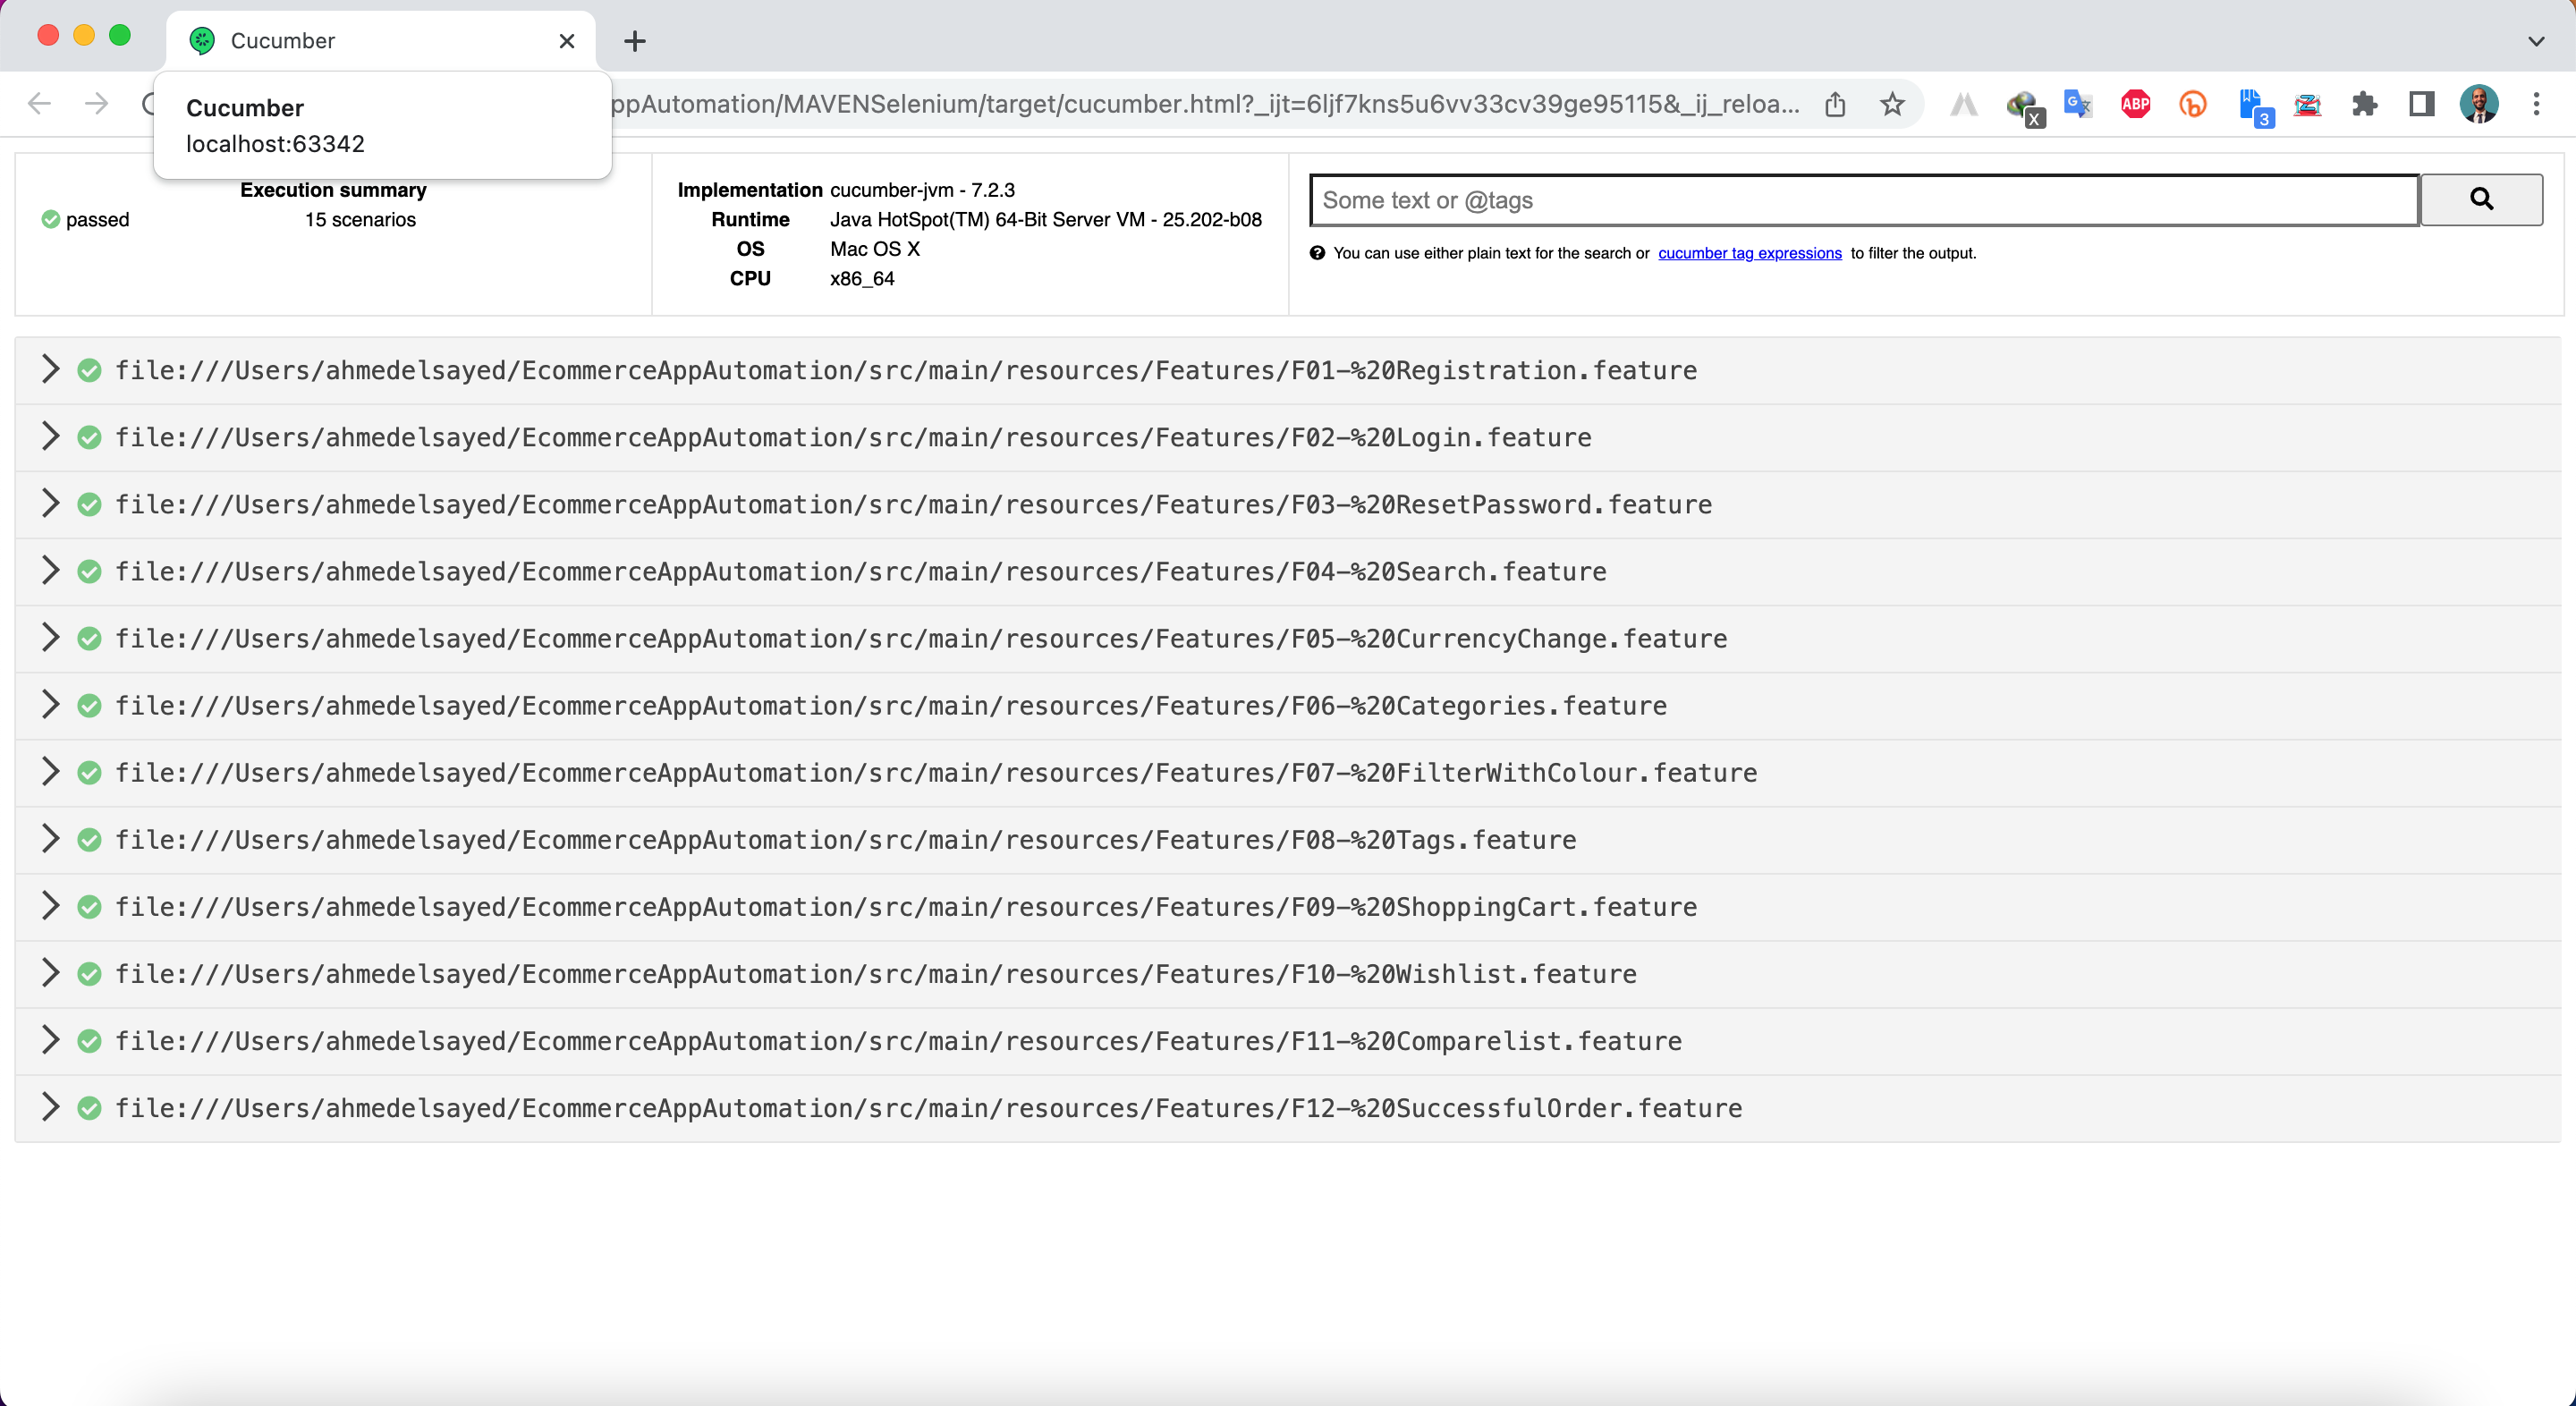 Cucumber
Cucumber
localhost:63342
ppAutomation/MAVENSelenium/target/cucumber.html?_ijt=6ljf7kns5u6vv33cv39ge95115&_ij_reloa...
X
ABP
3
Execution summary
passed 15 scenarios
Implementation cucumber-jvm - 7.2.3
Runtime Java HotSpot(TM) 64-Bit Server VM - 25.202-b08
OS Mac OS X
CPU x86_64
Some text or @tags
You can use either plain text for the search or cucumber tag expressions to filter the output.
file:///Users/ahmedelsayed/EcommerceAppAutomation/src/main/resources/Features/F01-%20Registration.feature
file:///Users/ahmedelsayed/EcommerceAppAutomation/src/main/resources/Features/F02-%20Login.feature
file:///Users/ahmedelsayed/EcommerceAppAutomation/src/main/resources/Features/F03-%20ResetPassword.feature
file:///Users/ahmedelsayed/EcommerceAppAutomation/src/main/resources/Features/F04-%20Search.feature
file:///Users/ahmedelsayed/EcommerceAppAutomation/src/main/resources/Features/F05-%20CurrencyChange.feature
file:///Users/ahmedelsayed/EcommerceAppAutomation/src/main/resources/Features/F06-%20Categories.feature
file:///Users/ahmedelsayed/EcommerceAppAutomation/src/main/resources/Features/F07-%20FilterWithColour.feature
file:///Users/ahmedelsayed/EcommerceAppAutomation/src/main/resources/Features/F08-%20Tags.feature
file:///Users/ahmedelsayed/EcommerceAppAutomation/src/main/resources/Features/F09-%20ShoppingCart.feature
file:///Users/ahmedelsayed/EcommerceAppAutomation/src/main/resources/Features/F10-%20Wishlist.feature
file:///Users/ahmedelsayed/EcommerceAppAutomation/src/main/resources/Features/F11-%20Comparelist.feature
file:///Users/ahmedelsayed/EcommerceAppAutomation/src/main/resources/Features/F12-%20SuccessfulOrder.feature